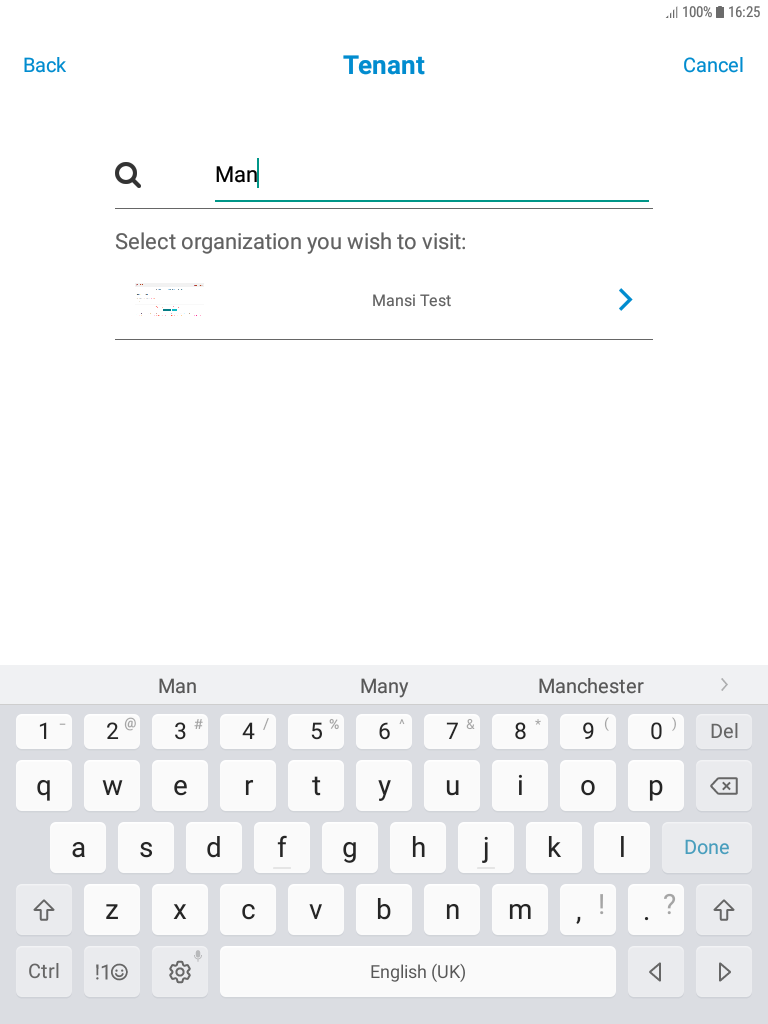 100% 16:25
Back Tenant Cancel
Man
Select organization you wish to visit:
Mansi Test
Man Many Manchester
1 – 2 @ 3 # 4 / 5 % 6 ^ 7 & 8 * 9 ( 0 ) Del
q w e r t y u i o p
a s d f g h j k l Done
z x c v b n m , ! . ?
Ctrl !1☺ English (UK)